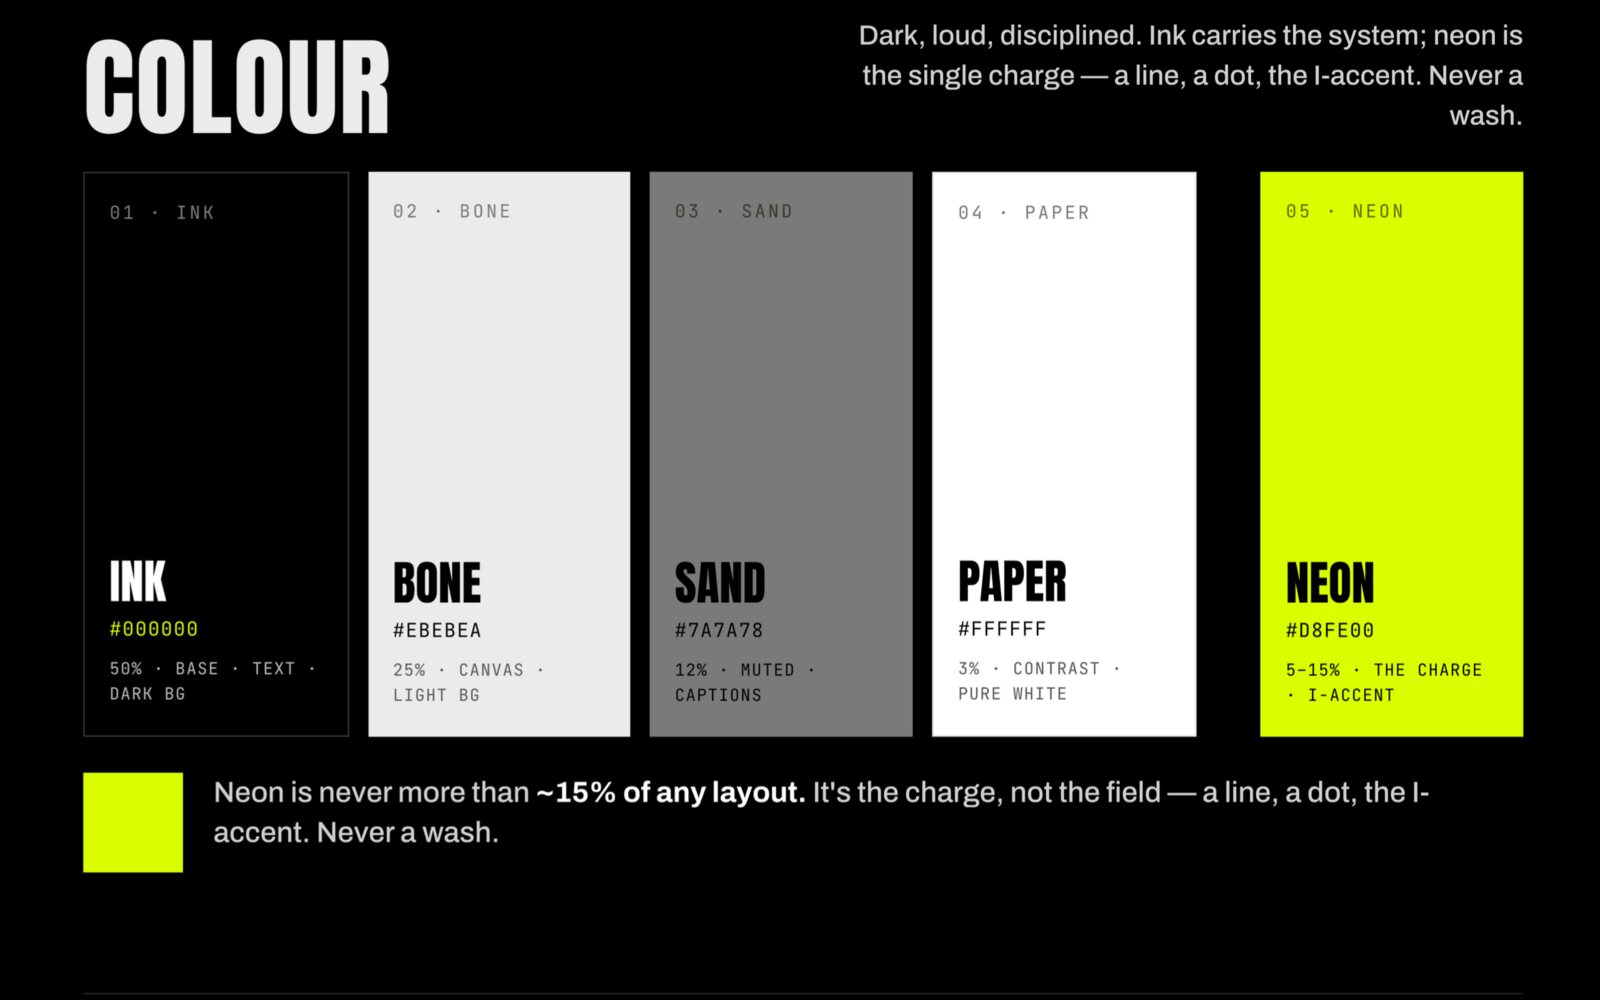 COLOUR
Dark, loud, disciplined. Ink carries the system; neon is
the single charge — a line, a dot, the I-accent. Never a
wash.
01 · INK
INK
#000000
50% · BASE · TEXT ·
DARK BG
02 · BONE
BONE
#EBEBEA
25% · CANVAS ·
LIGHT BG
03 · SAND
SAND
#7A7A78
12% · MUTED ·
CAPTIONS
04 · PAPER
PAPER
#FFFFFF
3% · CONTRAST ·
PURE WHITE
05 · NEON
NEON
#D8FE00
5–15% · THE CHARGE
· I-ACCENT
Neon is never more than ~15% of any layout. It's the charge, not the field — a line, a dot, the I-
accent. Never a wash.